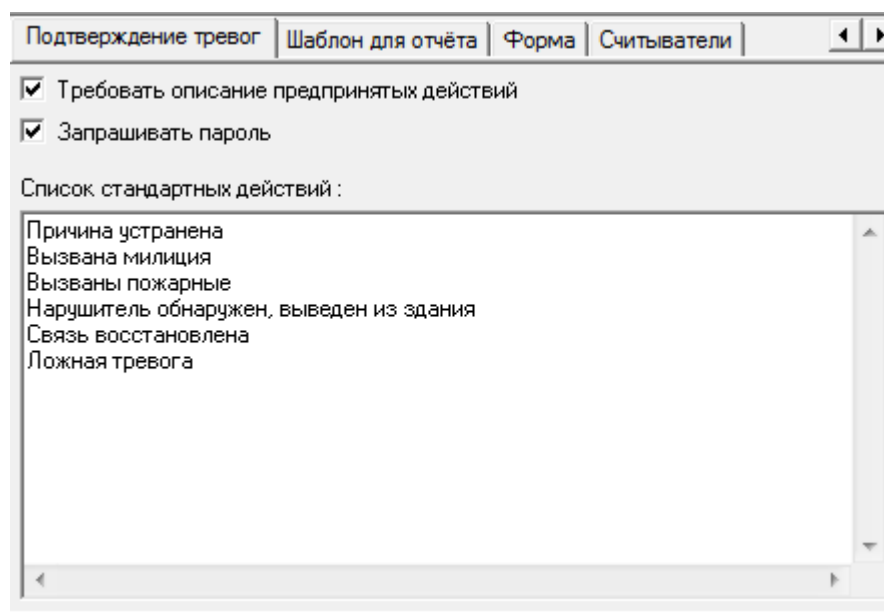 Подтверждение тревог Шаблон для отчёта Форма Считыватели
Требовать описание предпринятых действий
Запрашивать пароль
Список стандартных действий :
Причина устранена
Вызвана милиция
Вызваны пожарные
Нарушитель обнаружен, выведен из здания
Связь восстановлена
Ложная тревога